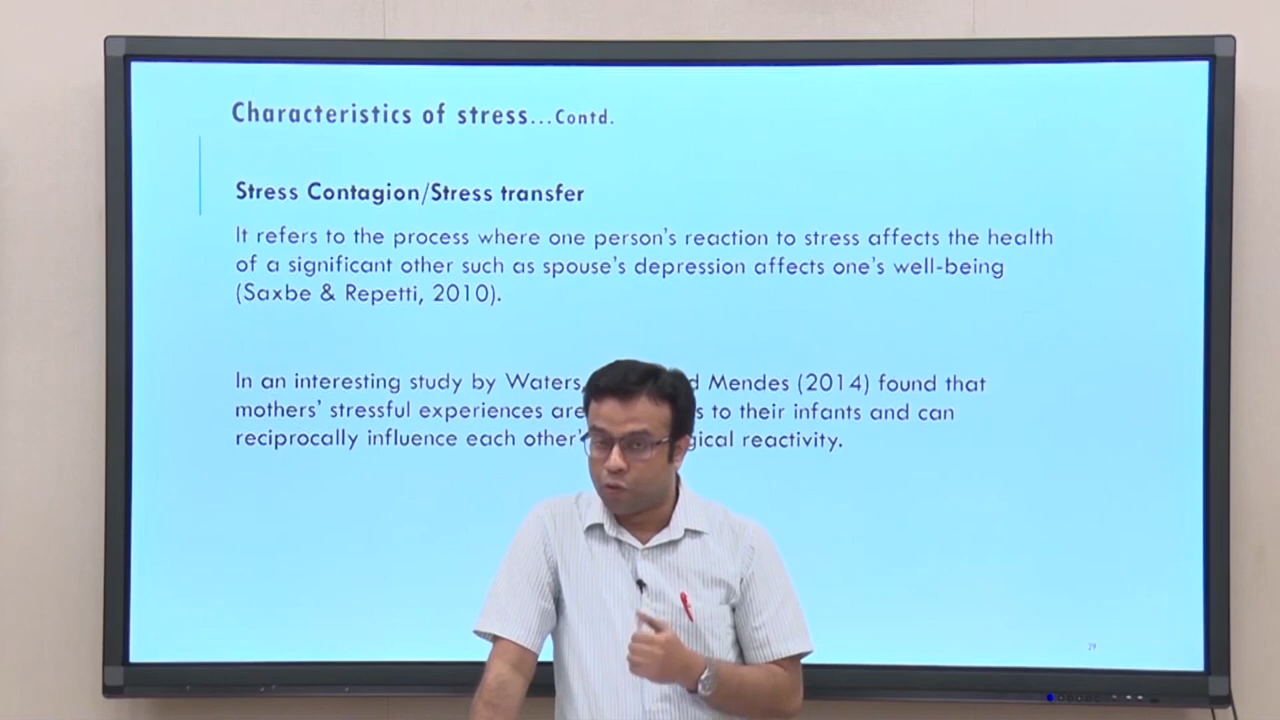 Characteristics of stress...Contd.
Stress Contagion/Stress transfer
It refers to the process where one person's reaction to stress affects the health
of a significant other such as spouse's depression affects one's well-being
(Saxbe & Repetti, 2010).
In an interesting study by Waters, Mendes (2014) found that
mothers' stressful experiences are to their infants and can
reciprocally influence each other' reactivity.
29